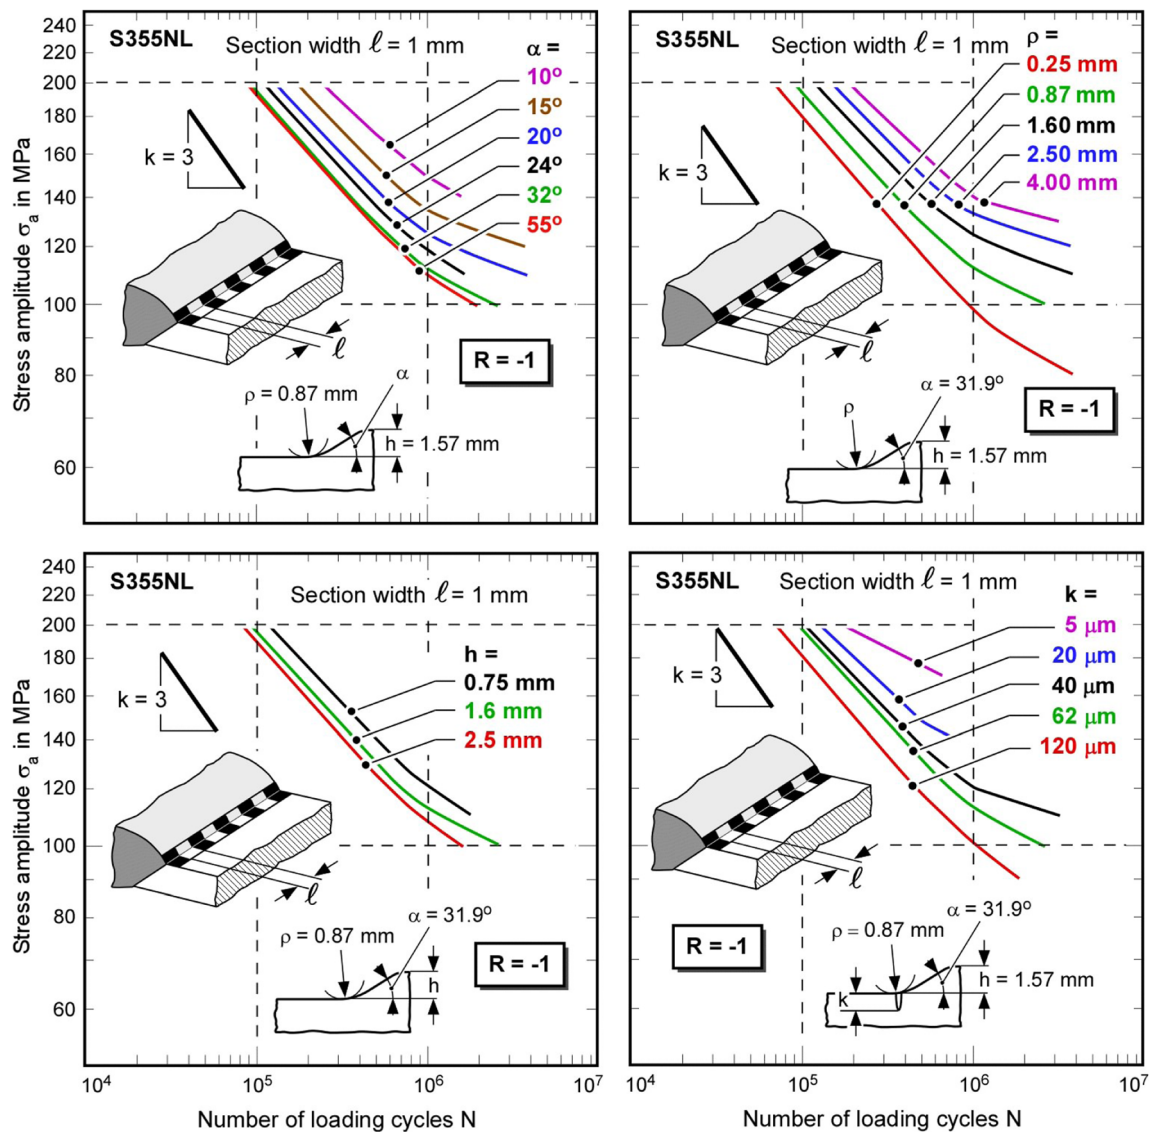 S355NL
Section width ℓ = 1 mm
α =
10°
15°
20°
24°
32°
55°
k = 3
ℓ
R = -1
ρ = 0.87 mm
α
h = 1.57 mm
240
220
200
180
160
140
120
100
80
60
Stress amplitude σa in MPa
S355NL
Section width ℓ = 1 mm
ρ =
0.25 mm
0.87 mm
1.60 mm
2.50 mm
4.00 mm
k = 3
ℓ
R = -1
ρ
α = 31.9°
h = 1.57 mm
S355NL
Section width ℓ = 1 mm
h =
0.75 mm
1.6 mm
2.5 mm
k = 3
ℓ
R = -1
ρ = 0.87 mm
α = 31.9°
h
240
220
200
180
160
140
120
100
80
60
Stress amplitude σa in MPa
10⁴
10⁵
10⁶
10⁷
Number of loading cycles N
S355NL
Section width ℓ = 1 mm
k =
5 µm
20 µm
40 µm
62 µm
120 µm
k = 3
ℓ
R = -1
ρ = 0.87 mm
α = 31.9°
h = 1.57 mm
k
10⁵
10⁶
10⁷
Number of loading cycles N